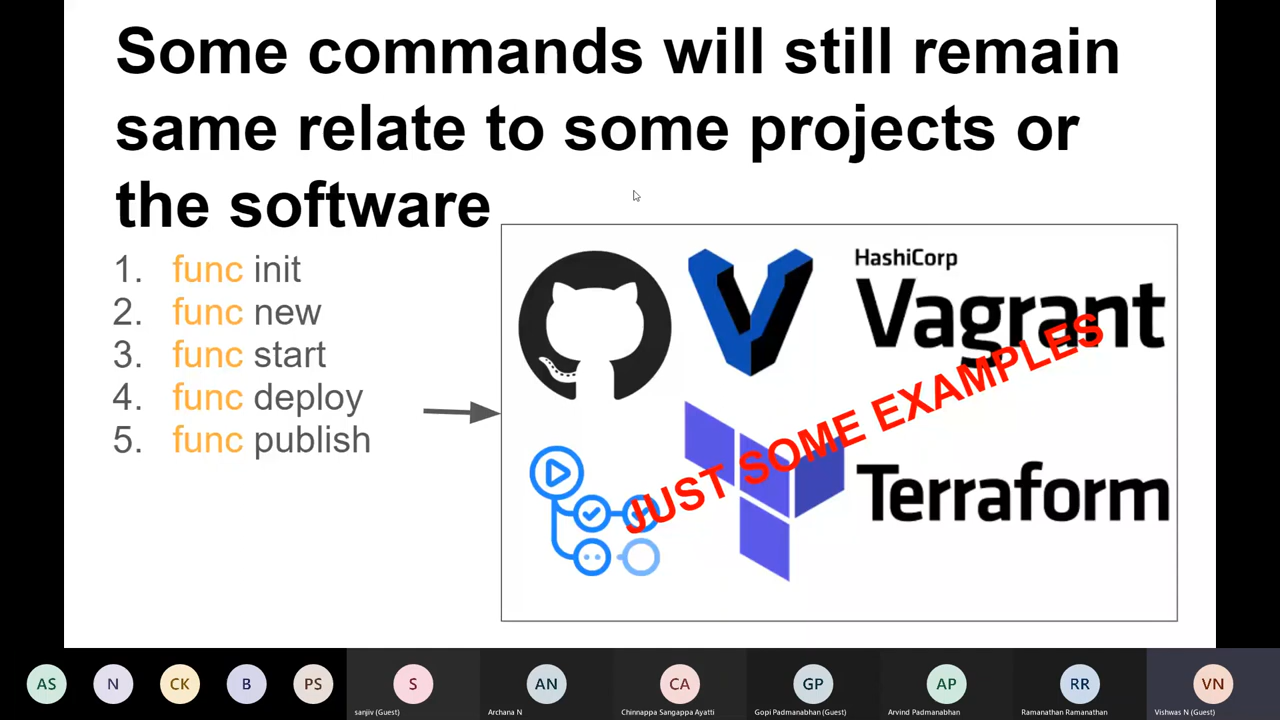 Some commands will still remain
same relate to some projects or
the software
1. func init
2. func new
3. func start
4. func deploy
5. func publish
HashiCorp
Vagrant
JUST SOME EXAMPLES
Terraform
AS
N
CK
B
PS
S
AN
CA
GP
AP
RR
VN
sanjiv (Guest)
Archana N
Chinnappa Sangappa Ayatti
Gopi Padmanabhan (Guest)
Arvind Padmanabhan
Ramanathan Ramanathan
Vishwas N (Guest)